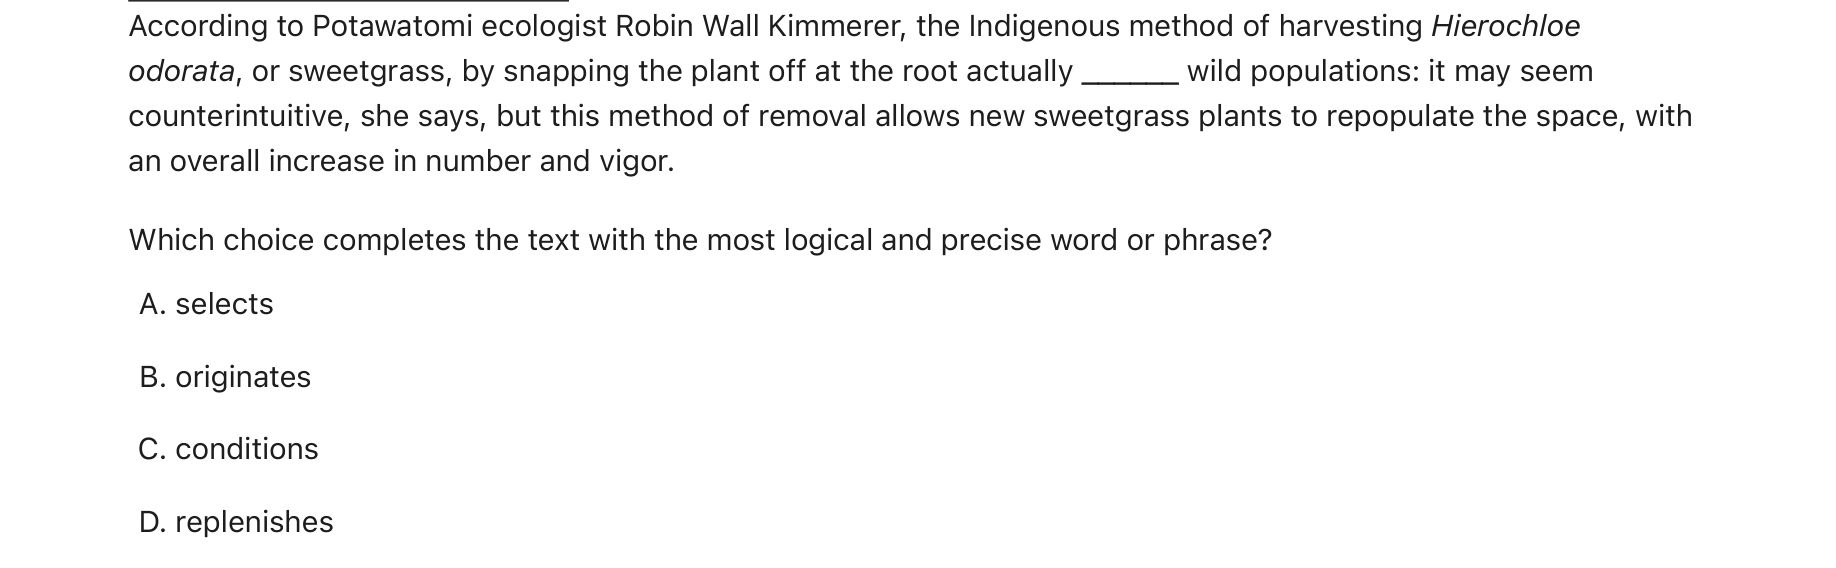 According to Potawatomi ecologist Robin Wall Kimmerer, the Indigenous method of harvesting Hierochloe
odorata, or sweetgrass, by snapping the plant off at the root actually ______ wild populations: it may seem
counterintuitive, she says, but this method of removal allows new sweetgrass plants to repopulate the space, with
an overall increase in number and vigor.
Which choice completes the text with the most logical and precise word or phrase?
A. selects
B. originates
C. conditions
D. replenishes